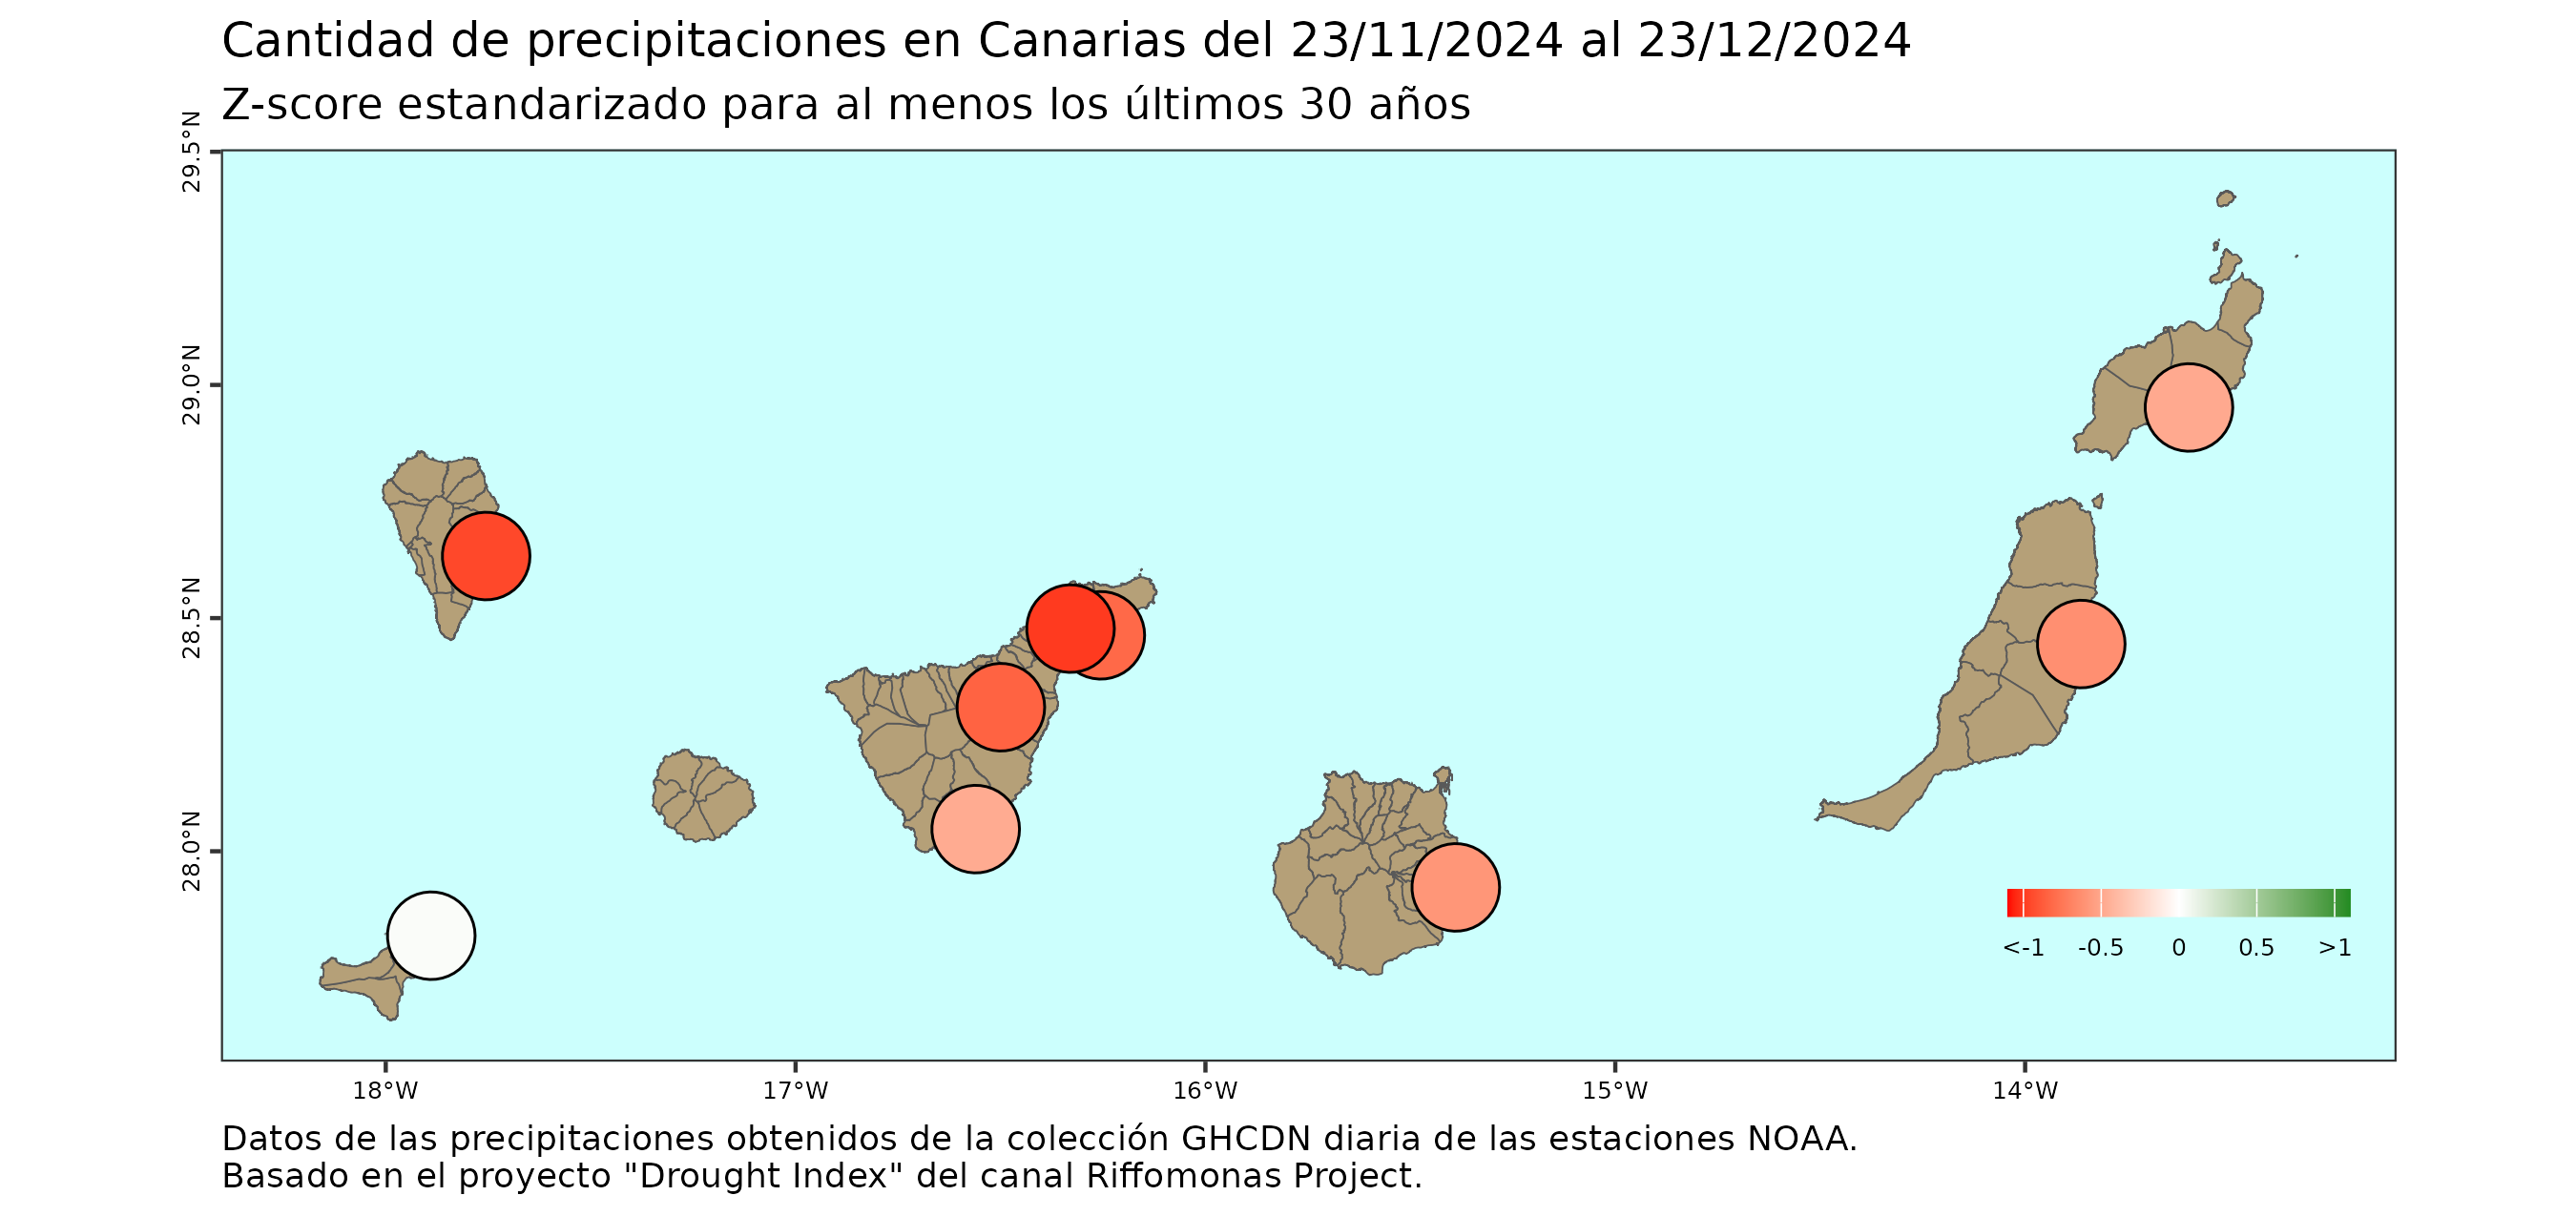 Cantidad de precipitaciones en Canarias del 23/11/2024 al 23/12/2024
Z-score estandarizado para al menos los últimos 30 años
29.5°N
29.0°N
28.5°N
28.0°N
<-1 -0.5 0 0.5 >1
18°W 17°W 16°W 15°W 14°W
Datos de las precipitaciones obtenidos de la colección GHCDN diaria de las estaciones NOAA.
Basado en el proyecto "Drought Index" del canal Riffomonas Project.